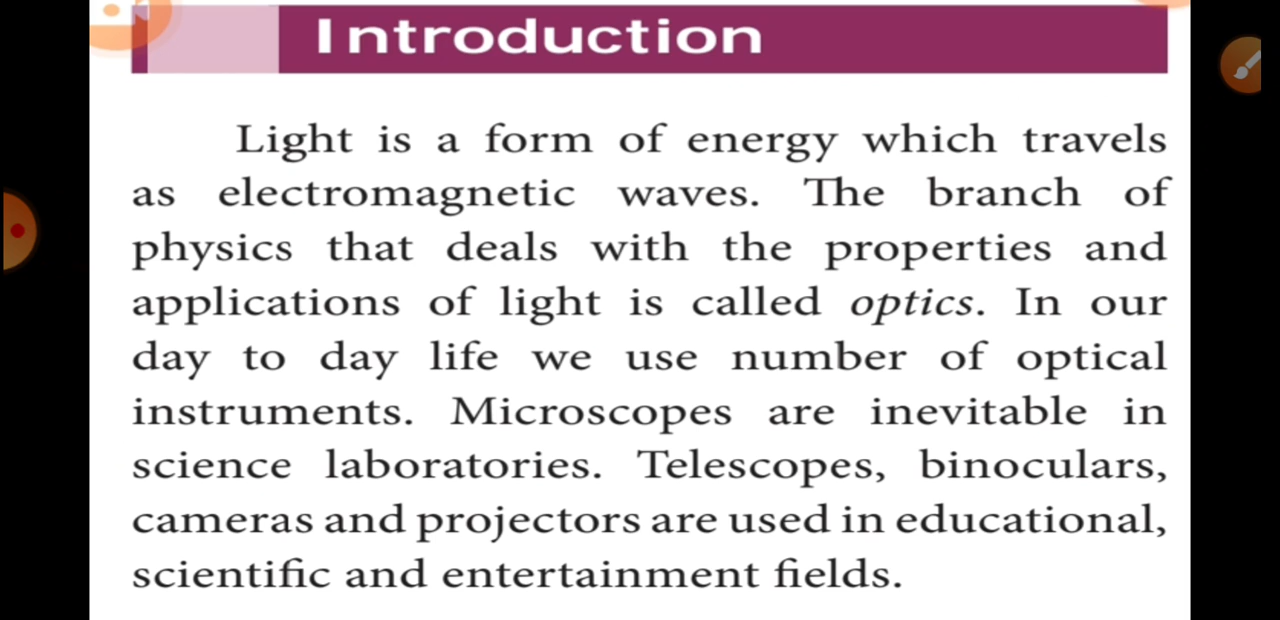 Introduction
Light is a form of energy which travels
as electromagnetic waves. The branch of
physics that deals with the properties and
applications of light is called optics. In our
day to day life we use number of optical
instruments. Microscopes are inevitable in
science laboratories. Telescopes, binoculars,
cameras and projectors are used in educational,
scientific and entertainment fields.